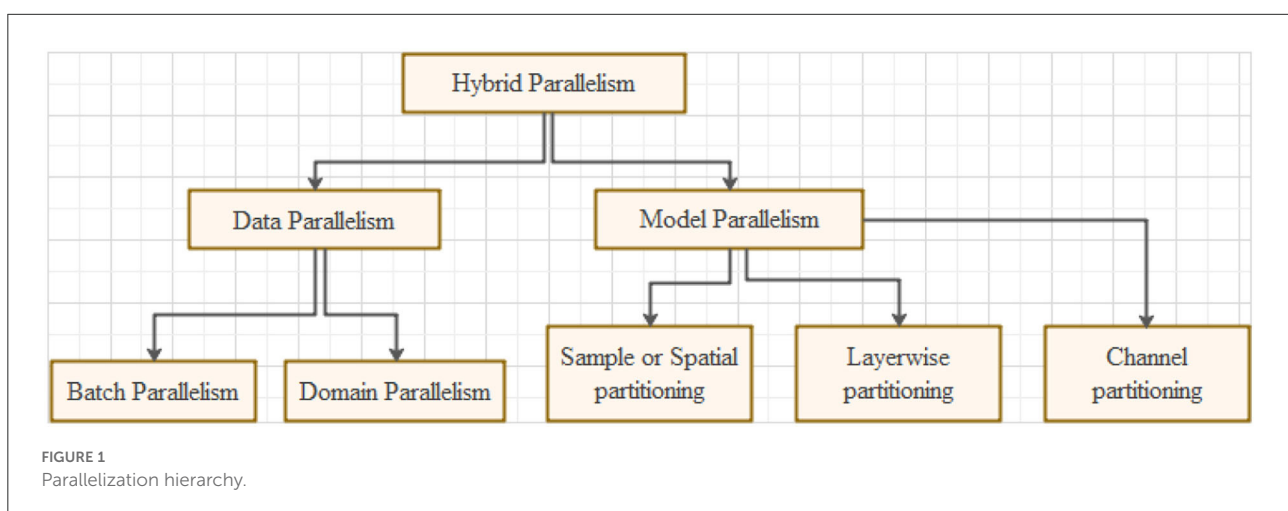 Hybrid Parallelism
Data Parallelism
Model Parallelism
Batch Parallelism
Domain Parallelism
Sample or Spatial
partitioning
Layerwise
partitioning
Channel
partitioning
FIGURE 1
Parallelization hierarchy.